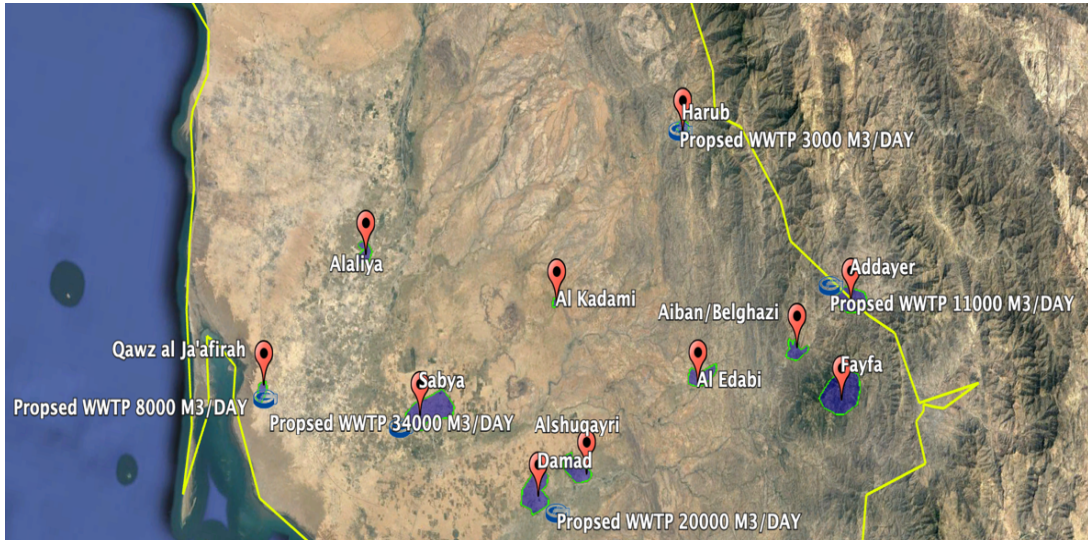 Harub
Propsed WWTP 3000 M3/DAY
Alaliya
Addayer
Al Kadami
Propsed WWTP 11000 M3/DAY
Aiban/Belghazi
Qawz al Ja'afirah
Fayfa
Al Edabi
Sabya
Propsed WWTP 8000 M3/DAY
Propsed WWTP 34000 M3/DAY
Alshuqayri
Damad
Propsed WWTP 20000 M3/DAY